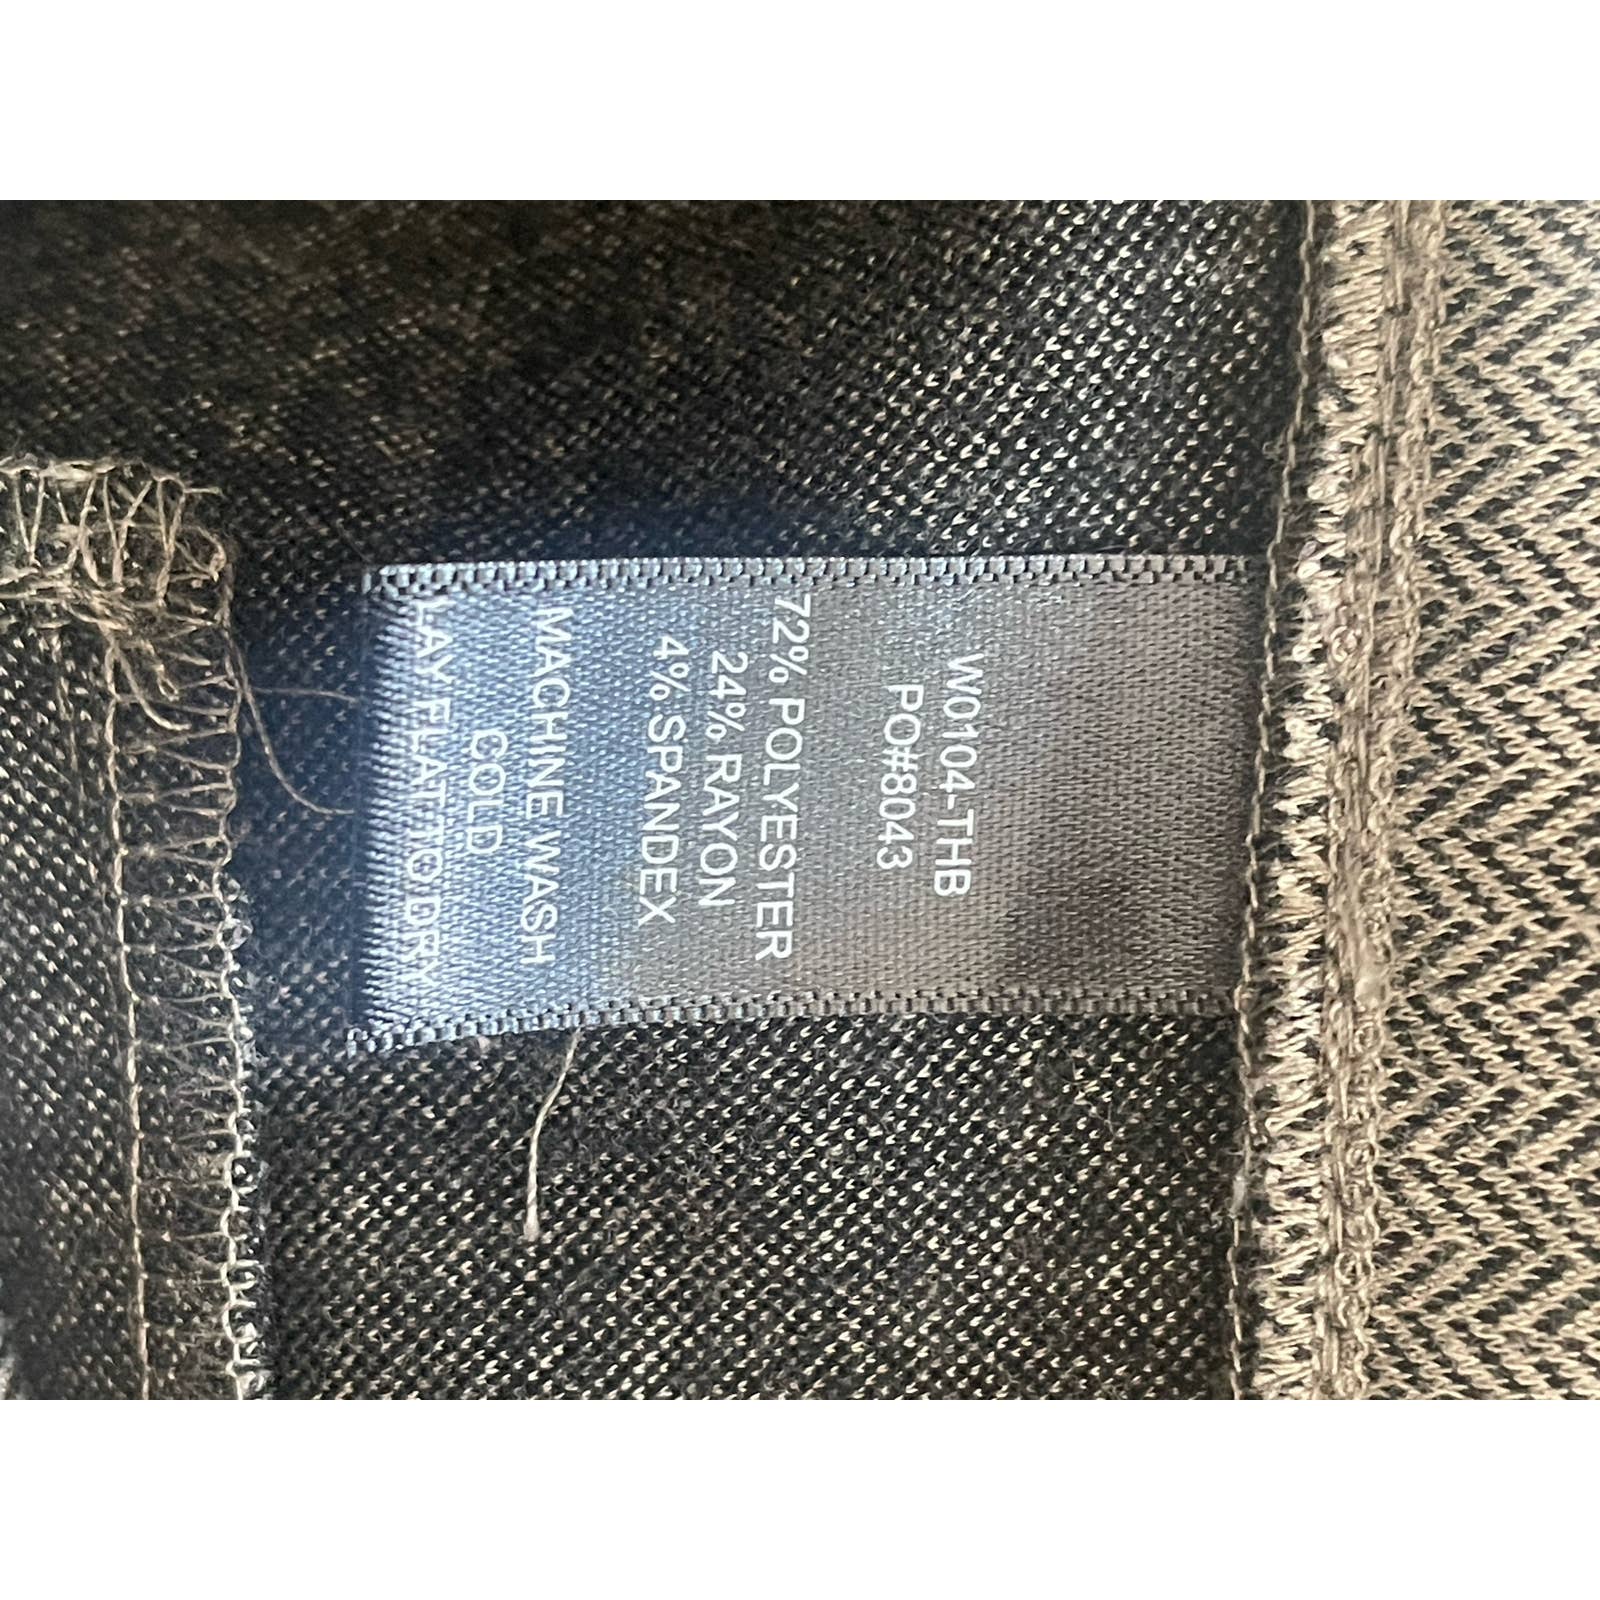 W0104-THB
PO#8043
72% POLYESTER
24% RAYON
4% SPANDEX
MACHINE WASH
COLD
LAY FLAT TO DRY